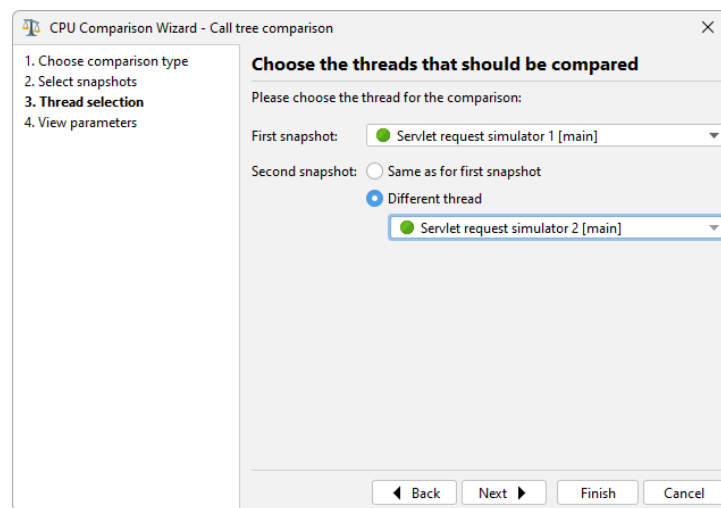 CPU Comparison Wizard - Call tree comparison
1. Choose comparison type
2. Select snapshots
3. Thread selection
4. View parameters
Choose the threads that should be compared
Please choose the thread for the comparison:
First snapshot: Servlet request simulator 1 [main]
Second snapshot: Same as for first snapshot
Different thread
Servlet request simulator 2 [main]
Back Next Finish Cancel